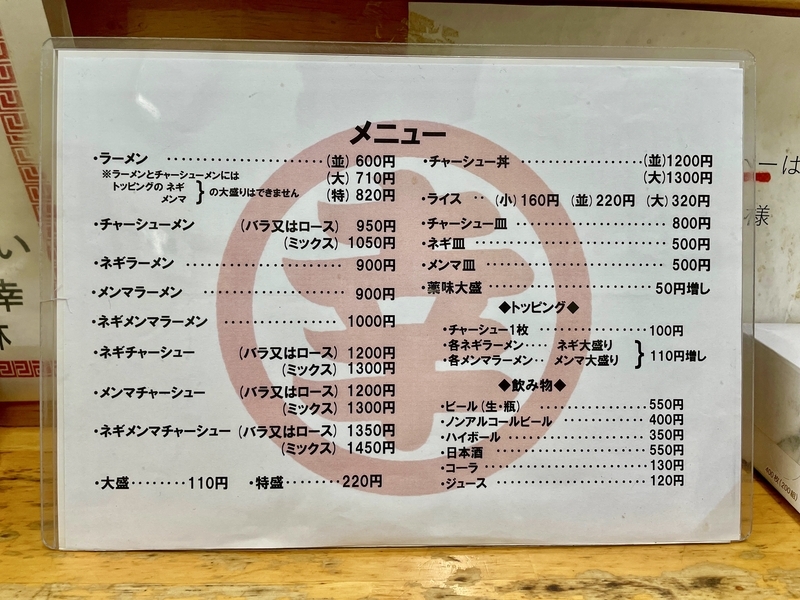 メニュー
・ラーメン ・・・・・・・・・・・・・・・・・・・・(並) 600円
※ラーメンとチャーシューメンには (大) 710円
トッピングの ネギ メンマ } の大盛りはできません (特) 820円
・チャーシューメン (バラ又はロース) 950円
(ミックス) 1050円
・ネギラーメン ・・・・・・・・・・・・・・・・・・・・ 900円
・メンマラーメン ・・・・・・・・・・・・・・・・・・ 900円
・ネギメンマラーメン ・・・・・・・・・・・・・・ 1000円
・ネギチャーシュー (バラ又はロース) 1200円
(ミックス) 1300円
・メンマチャーシュー (バラ又はロース) 1200円
(ミックス) 1300円
・ネギメンマチャーシュー (バラ又はロース) 1350円
(ミックス) 1450円
・大盛・・・・・・・・110円 ・特盛・・・・・・・・220円
・チャーシュー丼 ・・・・・・・・・・・・・・・・(並)1200円
(大)1300円
・ライス ・・ (小)160円 (並)220円 (大)320円
・チャーシュー皿 ・・・・・・・・・・・・・・・・・・・・ 800円
・ネギ皿 ・・・・・・・・・・・・・・・・・・・・・・・・・・ 500円
・メンマ皿 ・・・・・・・・・・・・・・・・・・・・・・・・ 500円
・薬味大盛 ・・・・・・・・・・・・・・・・・・・・・・ 50円増し
◆トッピング◆
・チャーシュー1枚 ・・・・・・・・・・・・・・ 100円
・各ネギラーメン・・・ ネギ大盛り
・各メンマラーメン・・ メンマ大盛り } 110円増し
◆飲み物◆
・ビール(生・瓶) ・・・・・・・・・・・・・・ 550円
・ノンアルコールビール ・・・・・・・・・・ 400円
・ハイボール ・・・・・・・・・・・・・・・・・・ 350円
・日本酒 ・・・・・・・・・・・・・・・・・・・・・・ 550円
・コーラ ・・・・・・・・・・・・・・・・・・・・・・ 130円
・ジュース ・・・・・・・・・・・・・・・・・・・・ 120円
い
幸
ーは
様